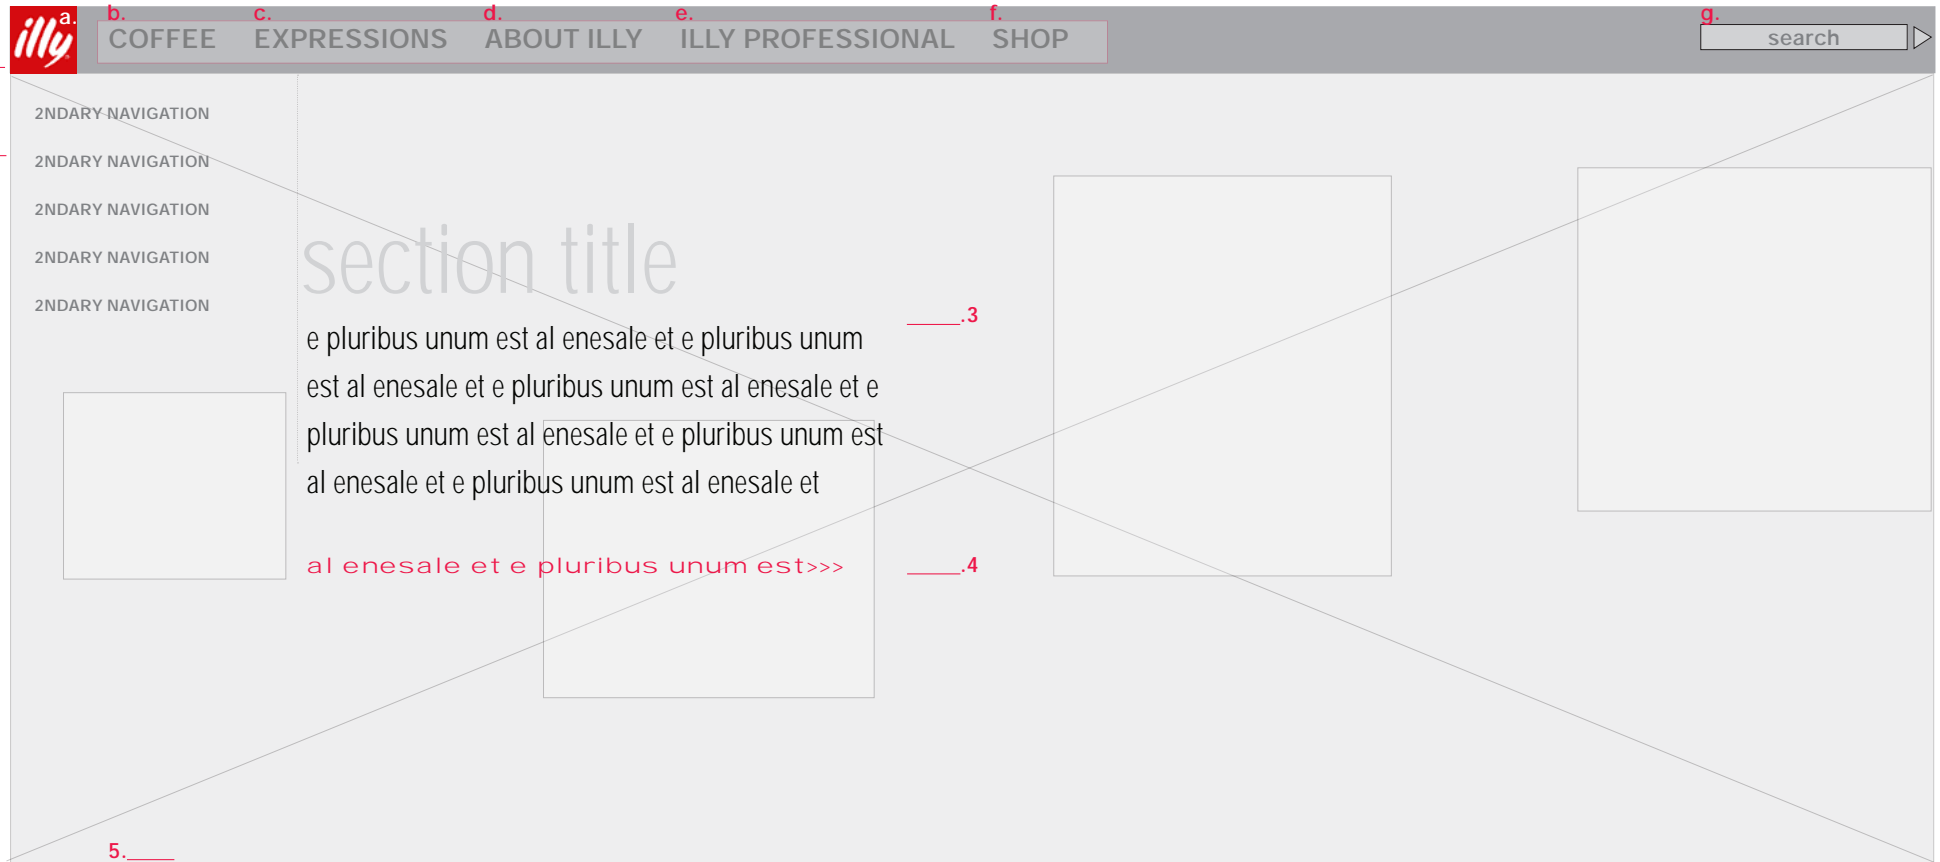 illy a.
b. c. d. e. f. g.
COFFEE EXPRESSIONS ABOUT ILLY ILLY PROFESSIONAL SHOP search
2NDARY NAVIGATION
2NDARY NAVIGATION
2NDARY NAVIGATION
2NDARY NAVIGATION
2NDARY NAVIGATION
section title
_____.3
e pluribus unum est al enesale et e pluribus unum
est al enesale et e pluribus unum est al enesale et e
pluribus unum est al enesale et e pluribus unum est
al enesale et e pluribus unum est al enesale et
al enesale et e pluribus unum est>>>
_____.4
5.____